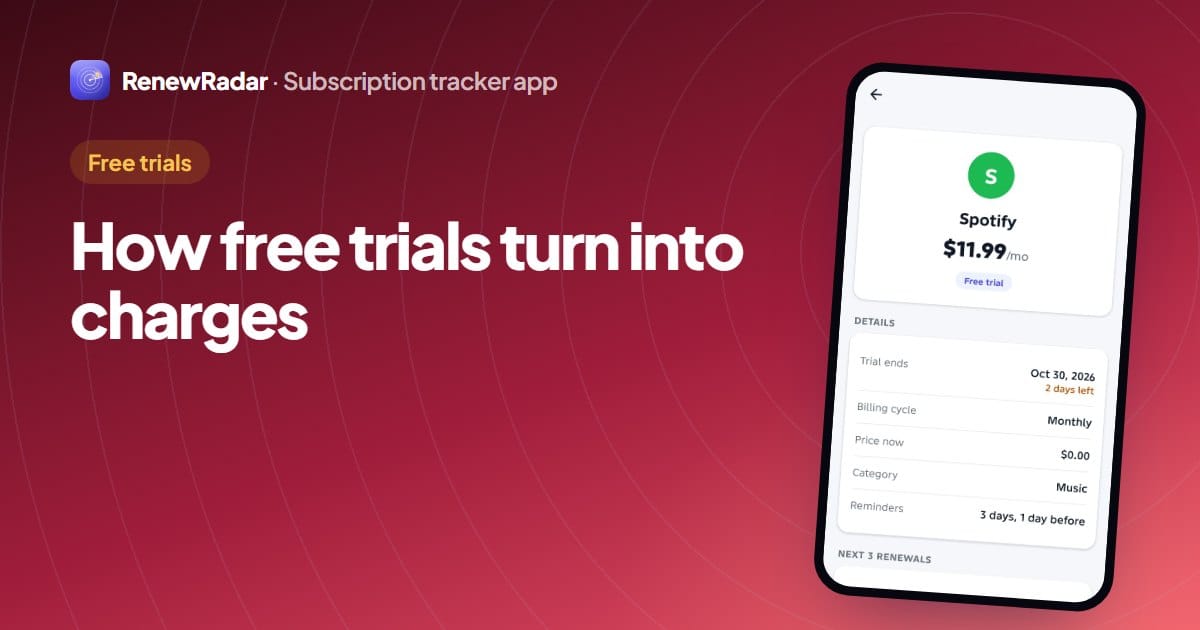 RenewRadar · Subscription tracker app
Free trials
How free trials turn into
charges
S
Spotify
$11.99/mo
Free trial
DETAILS
Trial ends
Oct 30, 2026
2 days left
Billing cycle
Monthly
Price now
$0.00
Category
Music
Reminders
3 days, 1 day before
NEXT 3 RENEWALS